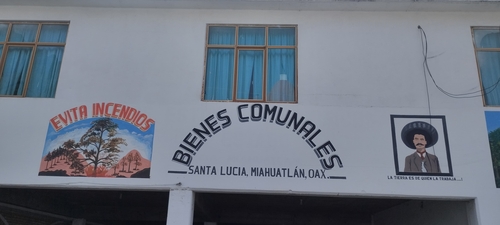 EVITA INCENDIOS
BIENES COMUNALES
SANTA LUCIA, MIAHUATLÁN, OAX.
LA TIERRA ES DE QUIEN LA TRABAJA...!